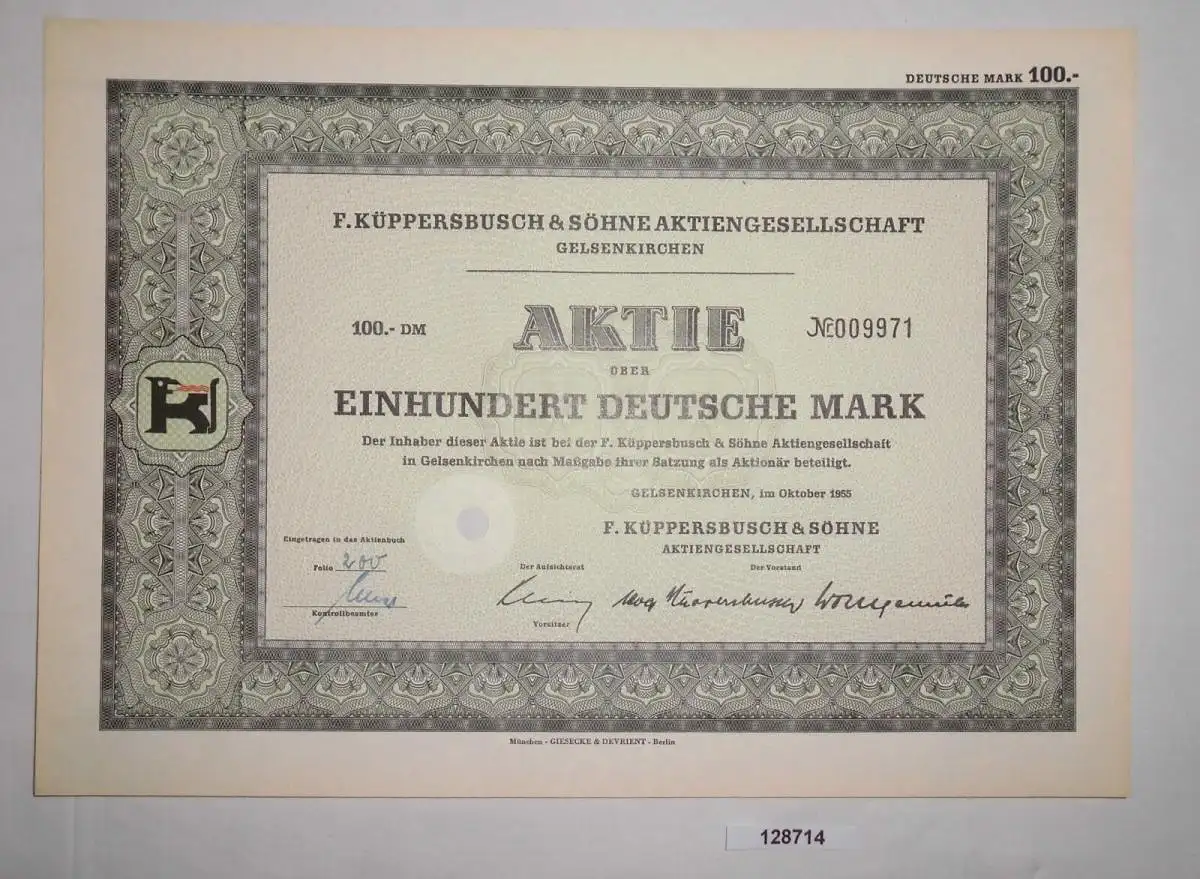 DEUTSCHE MARK 100.-
F. KÜPPERSBUSCH & SÖHNE AKTIENGESELLSCHAFT
GELSENKIRCHEN
100.- DM AKTIE № 009971
ÜBER
EINHUNDERT DEUTSCHE MARK
Der Inhaber dieser Aktie ist bei der F. Küppersbusch & Söhne Aktiengesellschaft
in Gelsenkirchen nach Maßgabe ihrer Satzung als Aktionär beteiligt.
GELSENKIRCHEN, im Oktober 1955
F. KÜPPERSBUSCH & SÖHNE
AKTIENGESELLSCHAFT
Eingetragen in das Aktienbuch
Folio 200
Kontrollbeamter
Der Aufsichtsrat
Vorsitzer
Der Vorstand
Küppersbusch
München - GIESECKE & DEVRIENT - Berlin
128714